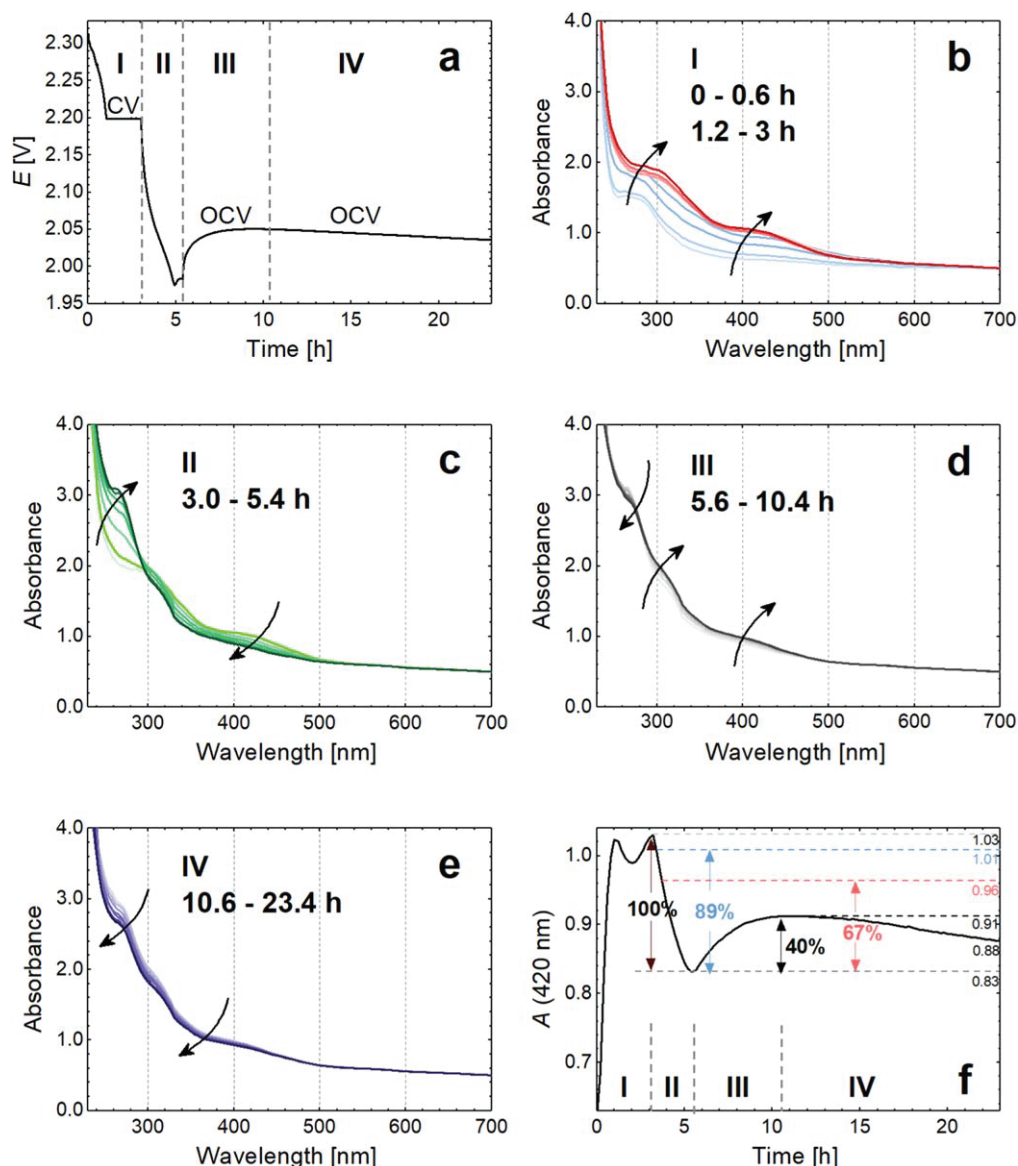 2.30
2.25
2.20
2.15
2.10
2.05
2.00
1.95
E [V]
I II III IV a
CV
OCV OCV
0 5 10 15 20
Time [h]
4.0
3.0
2.0
1.0
0.0
Absorbance
I b
0 - 0.6 h
1.2 - 3 h
300 400 500 600 700
Wavelength [nm]
4.0
3.0
2.0
1.0
0.0
Absorbance
II c
3.0 - 5.4 h
300 400 500 600 700
Wavelength [nm]
4.0
3.0
2.0
1.0
0.0
Absorbance
III d
5.6 - 10.4 h
300 400 500 600 700
Wavelength [nm]
4.0
3.0
2.0
1.0
0.0
Absorbance
IV e
10.6 - 23.4 h
300 400 500 600 700
Wavelength [nm]
1.0
0.9
0.8
0.7
A (420 nm)
1.03
1.01
0.96
0.91
0.88
0.83
100% 89% 40% 67%
I II III IV f
0 5 10 15 20
Time [h]